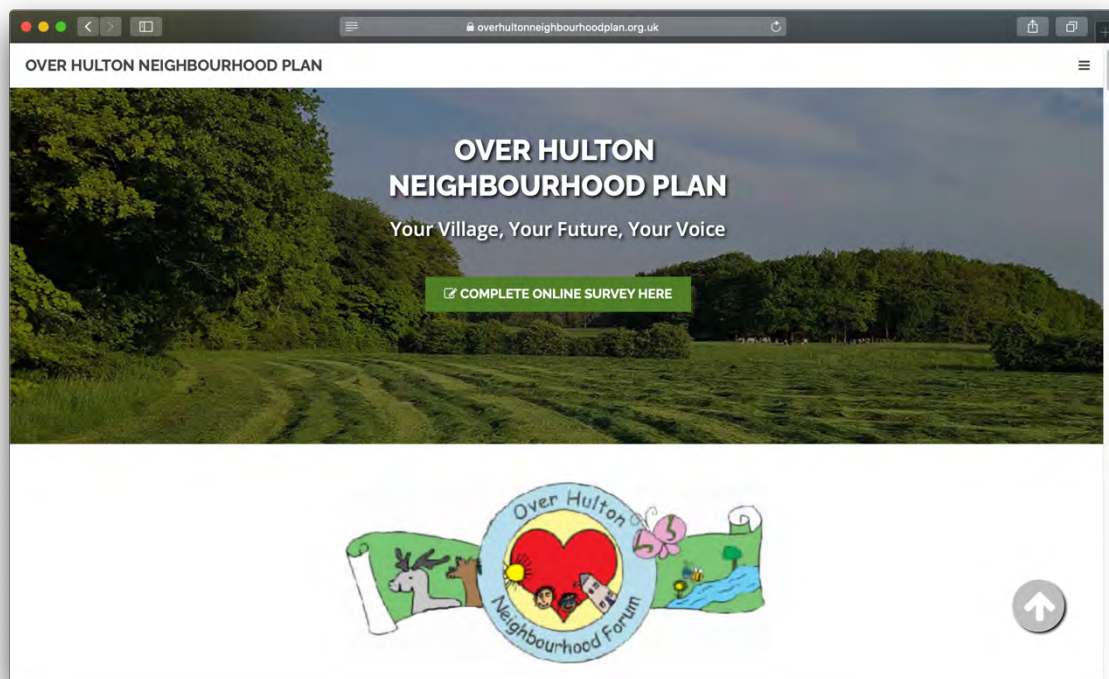 overhultonneighbourhoodplan.org.uk
OVER HULTON NEIGHBOURHOOD PLAN
OVER HULTON
NEIGHBOURHOOD PLAN
Your Village, Your Future, Your Voice
COMPLETE ONLINE SURVEY HERE
Over Hulton
Neighbourhood Forum